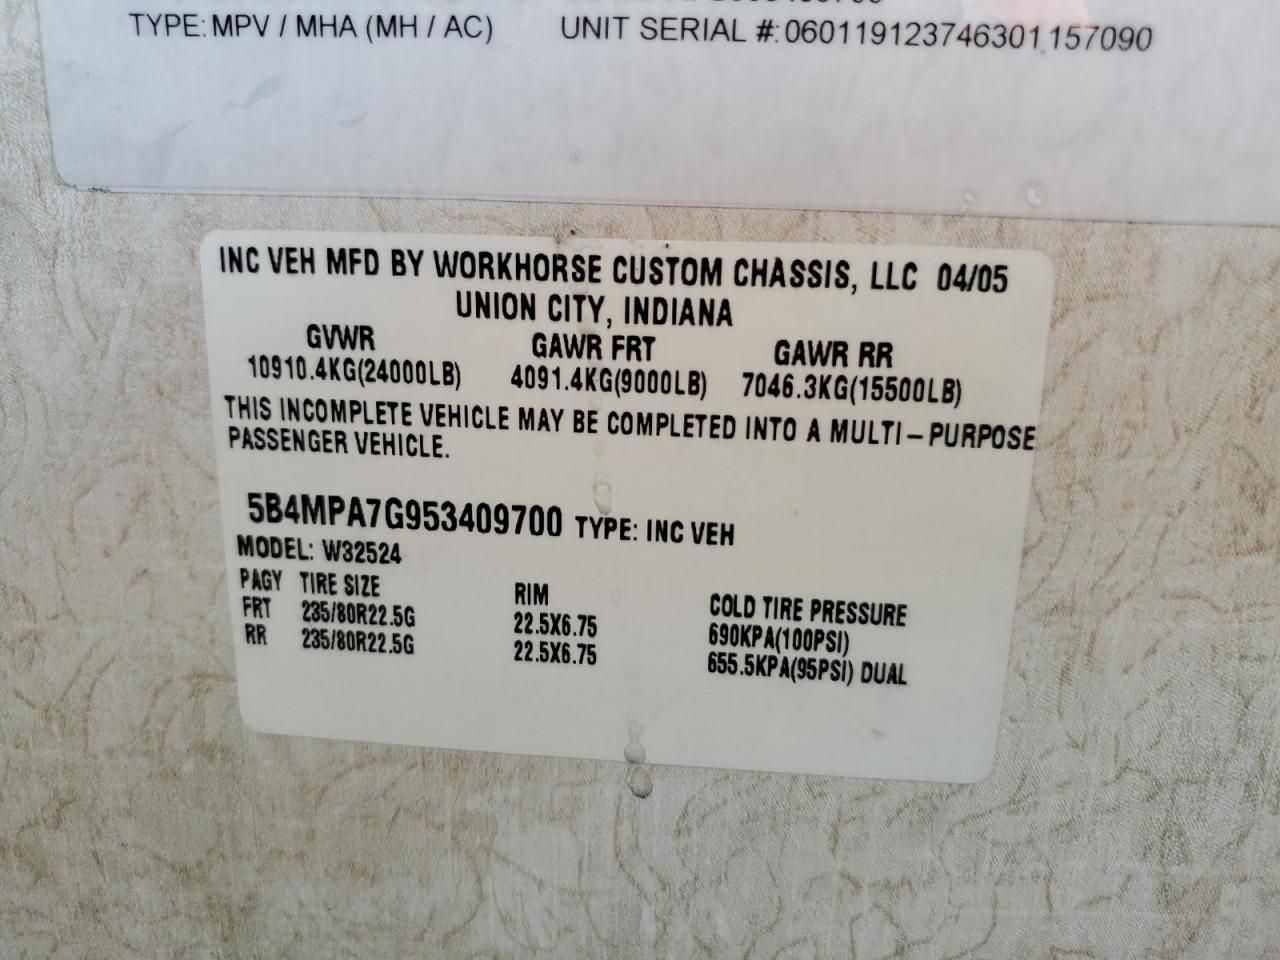 TYPE: MPV / MHA (MH / AC) UNIT SERIAL #: 060119123746301157090
INC VEH MFD BY WORKHORSE CUSTOM CHASSIS, LLC 04/05
UNION CITY, INDIANA
GVWR GAWR FRT GAWR RR
10910.4KG(24000LB) 4091.4KG(9000LB) 7046.3KG(15500LB)
THIS INCOMPLETE VEHICLE MAY BE COMPLETED INTO A MULTI-PURPOSE
PASSENGER VEHICLE.
5B4MPA7G953409700 TYPE: INC VEH
MODEL: W32524
PAGY TIRE SIZE RIM COLD TIRE PRESSURE
FRT 235/80R22.5G 22.5X6.75 690KPA(100PSI)
RR 235/80R22.5G 22.5X6.75 655.5KPA(95PSI) DUAL